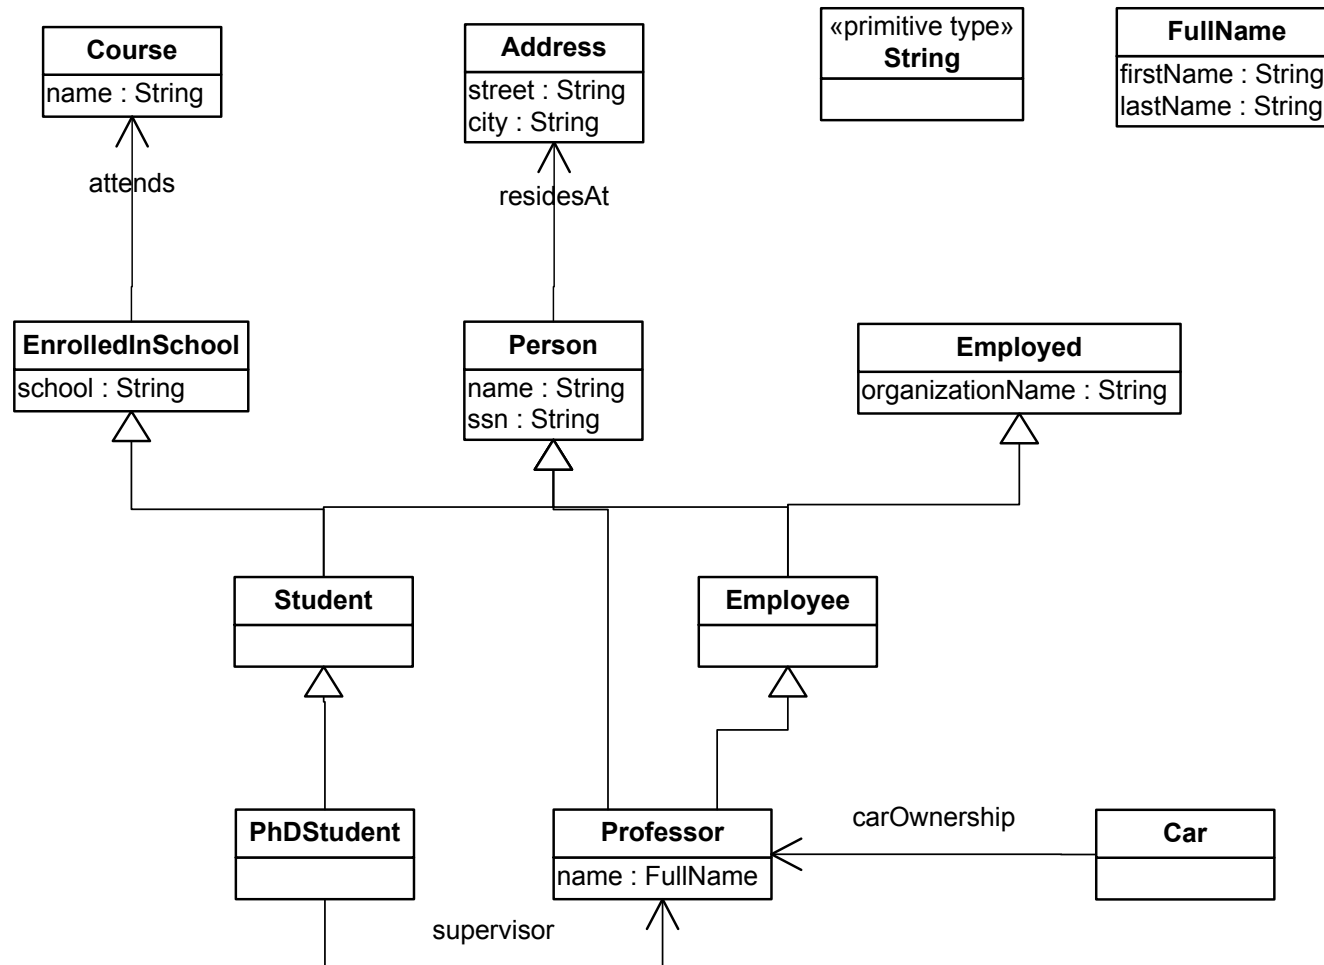 Course
name : String
Address
street : String
city : String
«primitive type»
String
FullName
firstName : String
lastName : String
attends
residesAt
EnrolledInSchool
school : String
Person
name : String
ssn : String
Employed
organizationName : String
Student
Employee
PhDStudent
Professor
name : FullName
carOwnership
Car
supervisor